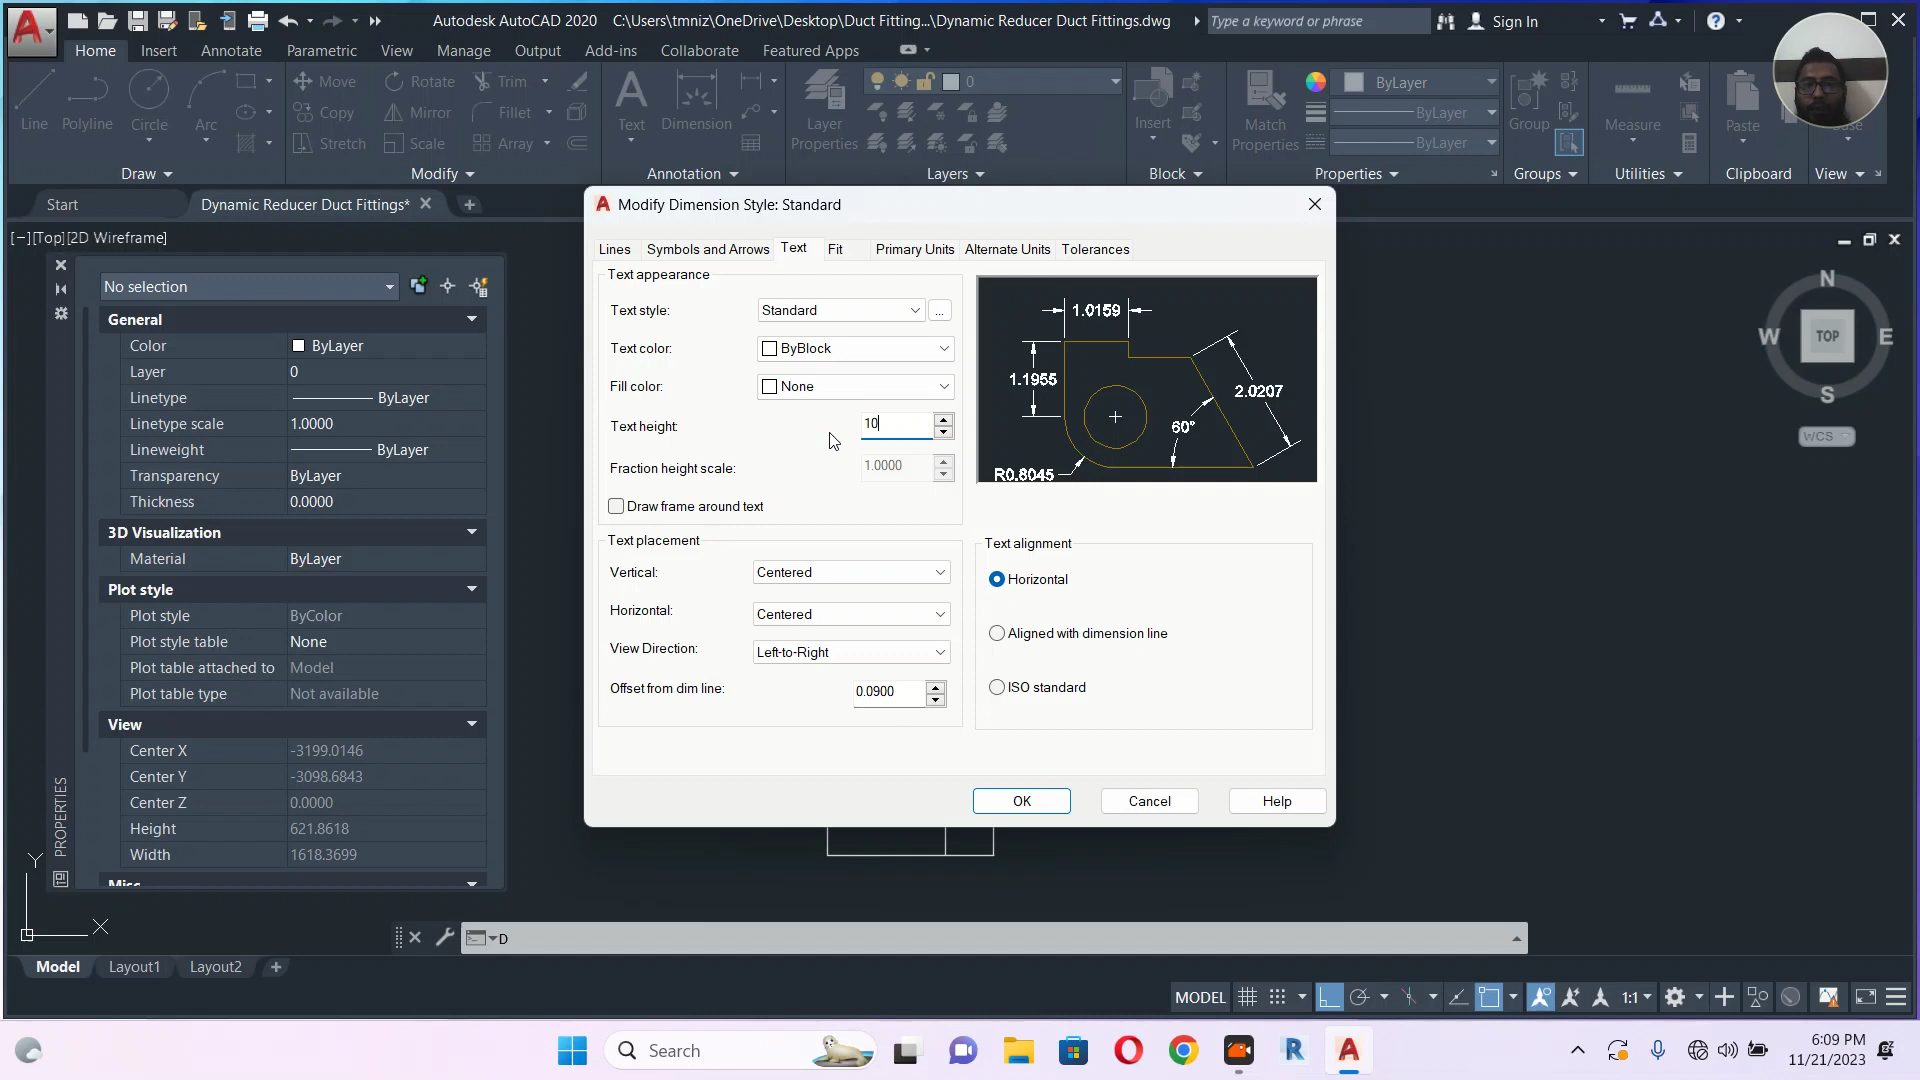 Autodesk AutoCAD 2020 C:\Users\tmniz\OneDrive\Desktop\Duct Fitting...\Dynamic Reducer Duct Fittings.dwg
Type a keyword or phrase
Sign In
Home Insert Annotate Parametric View Manage Output Add-ins Collaborate Featured Apps
Line Polyline Circle Arc
Move Rotate Trim
Copy Mirror Fillet
Stretch Scale Array
Text Dimension
Layer Properties
0
Insert
Match Properties
ByLayer
ByLayer
ByLayer
Group
Measure
Paste
Base
Draw Modify Annotation Layers Block Properties Groups Utilities Clipboard View
Start Dynamic Reducer Duct Fittings*
[−][Top][2D Wireframe]
No selection
General
Color ByLayer
Layer 0
Linetype ByLayer
Linetype scale 1.0000
Lineweight ByLayer
Transparency ByLayer
Thickness 0.0000
3D Visualization
Material ByLayer
Plot style
Plot style ByColor
Plot style table None
Plot table attached to Model
Plot table type Not available
View
Center X -3199.0146
Center Y -3098.6843
Center Z 0.0000
Height 621.8618
Width 1618.3699
Misc
PROPERTIES
Modify Dimension Style: Standard
Lines Symbols and Arrows Text Fit Primary Units Alternate Units Tolerances
Text appearance
Text style: Standard ...
Text color: ByBlock
Fill color: None
Text height: 10
Fraction height scale: 1.0000
Draw frame around text
1.0159
1.1955
2.0207
60°
R0.8045
Text placement
Vertical: Centered
Horizontal: Centered
View Direction: Left-to-Right
Offset from dim line: 0.0900
Text alignment
Horizontal
Aligned with dimension line
ISO standard
OK Cancel Help
N
W TOP E
S
WCS
Y
X
D
Model Layout1 Layout2
MODEL 1:1
Search
6:09 PM
11/21/2023